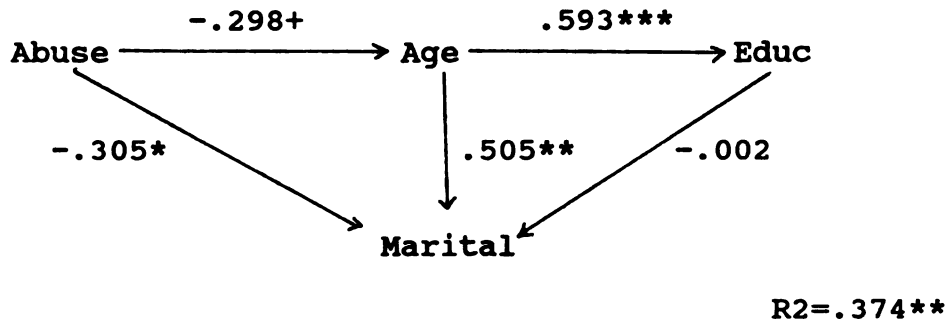 -.298+ .593***
Abuse Age Educ
-.305* .505** -.002
Marital
R2=.374**